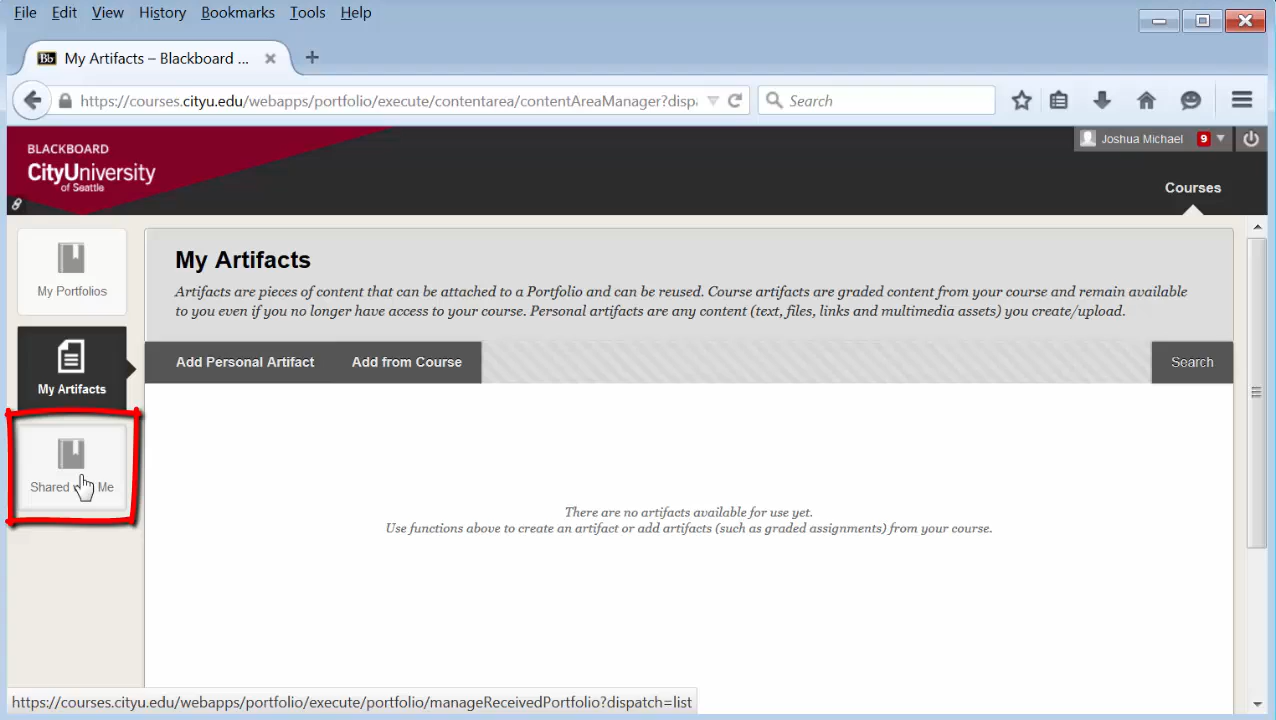 File Edit View History Bookmarks Tools Help
Bb My Artifacts – Blackboard ...
https://courses.cityu.edu/webapps/portfolio/execute/contentarea/contentAreaManager?disp
Search
Joshua Michael 9
BLACKBOARD
CityUniversity
of Seattle
Courses
My Portfolios
My Artifacts
Shared Me
My Artifacts
Artifacts are pieces of content that can be attached to a Portfolio and can be reused. Course artifacts are graded content from your course and remain available
to you even if you no longer have access to your course. Personal artifacts are any content (text, files, links and multimedia assets) you create/upload.
Add Personal Artifact Add from Course Search
There are no artifacts available for use yet.
Use functions above to create an artifact or add artifacts (such as graded assignments) from your course.
https://courses.cityu.edu/webapps/portfolio/execute/portfolio/manageReceivedPortfolio?dispatch=list